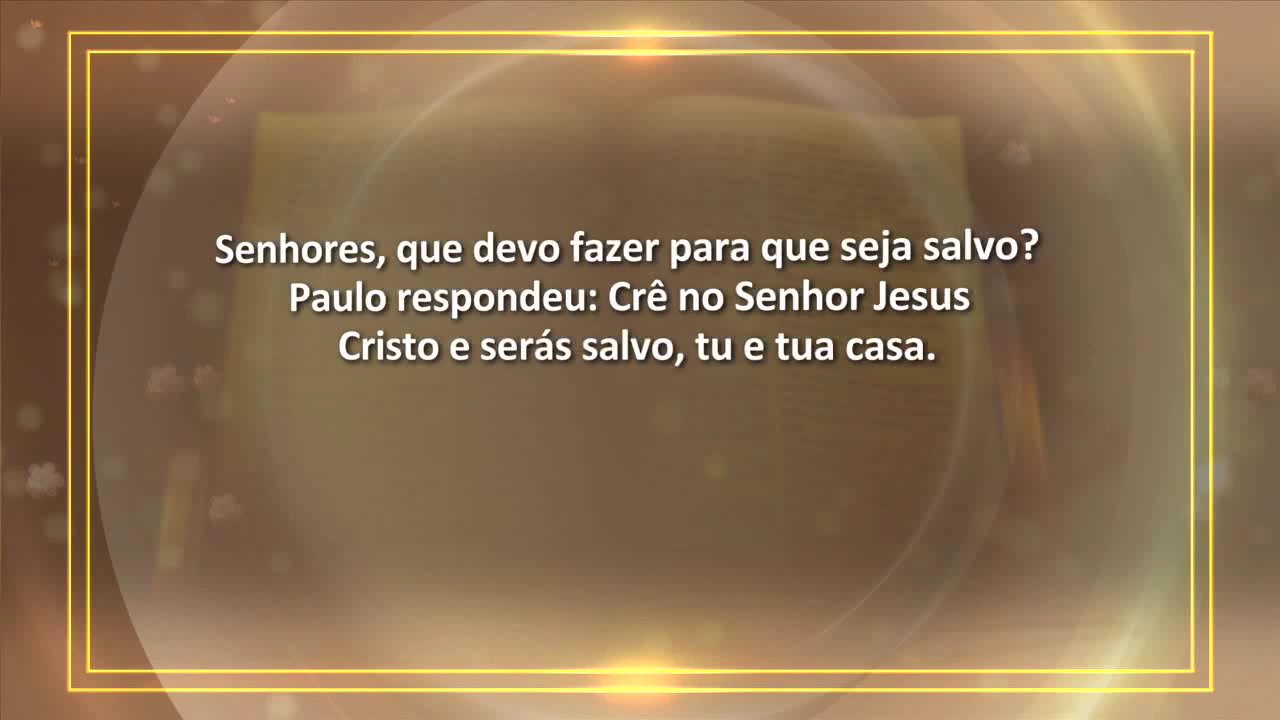 Senhores, que devo fazer para que seja salvo?
Paulo respondeu: Crê no Senhor Jesus
Cristo e serás salvo, tu e tua casa.